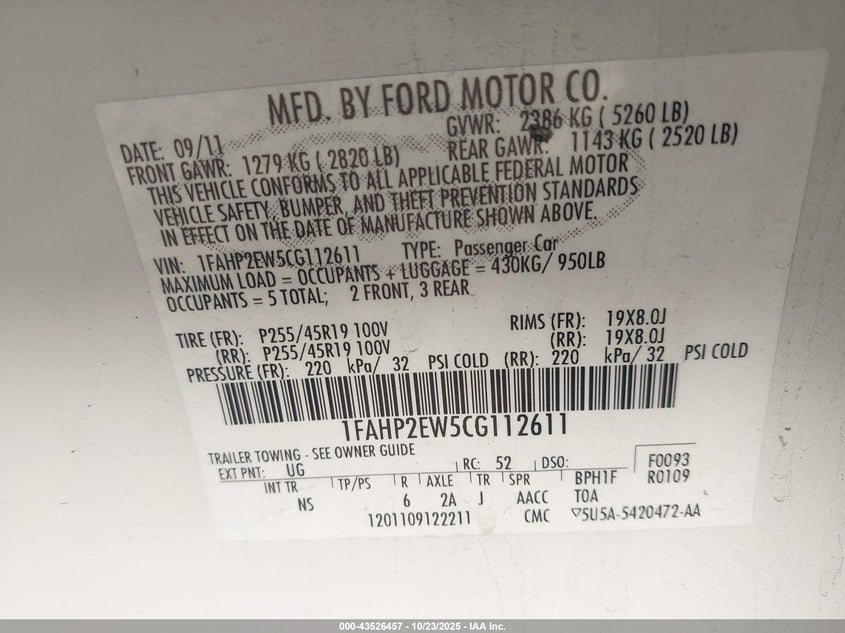 MFD. BY FORD MOTOR CO.
DATE: 09/11 GVWR: 2386 KG ( 5260 LB)
FRONT GAWR: 1279 KG ( 2820 LB) REAR GAWR: 1143 KG ( 2520 LB)
THIS VEHICLE CONFORMS TO ALL APPLICABLE FEDERAL MOTOR
VEHICLE SAFETY, BUMPER, AND THEFT PREVENTION STANDARDS
IN EFFECT ON THE DATE OF MANUFACTURE SHOWN ABOVE.
VIN: 1FAHP2EW5CG112611 TYPE: Passenger Car
MAXIMUM LOAD = OCCUPANTS + LUGGAGE = 430KG/ 950LB
OCCUPANTS = 5 TOTAL; 2 FRONT, 3 REAR
TIRE (FR): P255/45R19 100V RIMS (FR): 19X8.0J
(RR): P255/45R19 100V (RR): 19X8.0J
PRESSURE (FR): 220 kPa/ 32 PSI COLD (RR): 220 kPa/ 32 PSI COLD
1FAHP2EW5CG112611
TRAILER TOWING - SEE OWNER GUIDE
EXT PNT: UG RC: 52 DSO: F0093
INT TR TP/PS R AXLE TR SPR BPH1F R0109
NS 6 2A J AACC TOA
1201109122211 CMC ▽5U5A-5420472-AA
000-43526457 - 10/23/2025 - IAA Inc.